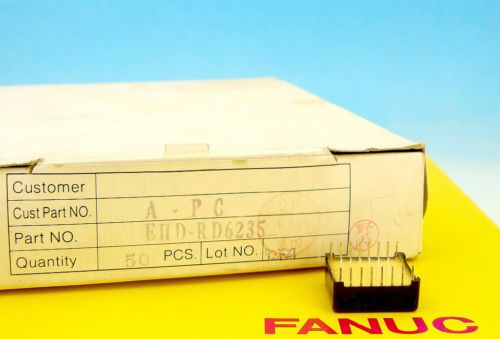 Customer
Cust Part NO. A - P C
Part NO. EHD-RD6235
Quantity 50 PCS. Lot NO.
FANUC